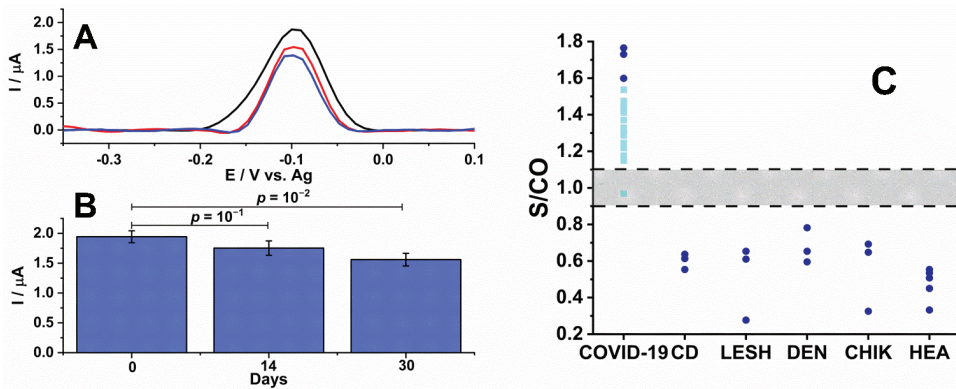 A
I / µA
2.0
1.5
1.0
0.5
0.0
-0.3
-0.2
-0.1
0.0
0.1
E / V vs. Ag
B
p = 10⁻²
p = 10⁻¹
I / µA
2.0
1.5
1.0
0.5
0.0
0
14
30
Days
C
S/CO
1.8
1.6
1.4
1.2
1.0
0.8
0.6
0.4
0.2
COVID-19 CD LESH DEN CHIK HEA